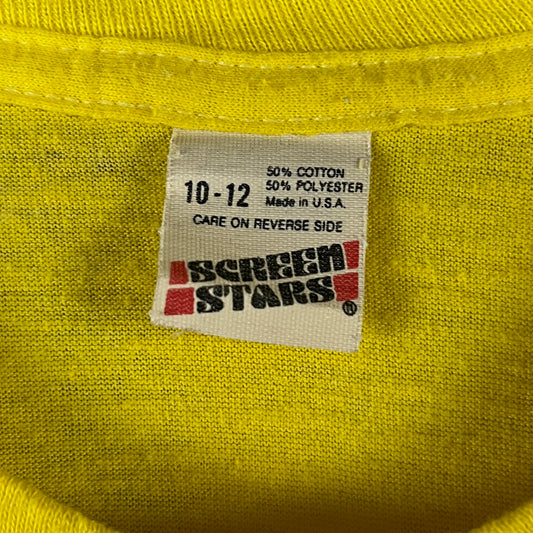 10-12
50% COTTON
50% POLYESTER
Made in U.S.A.
CARE ON REVERSE SIDE
SCREEN
STARS®